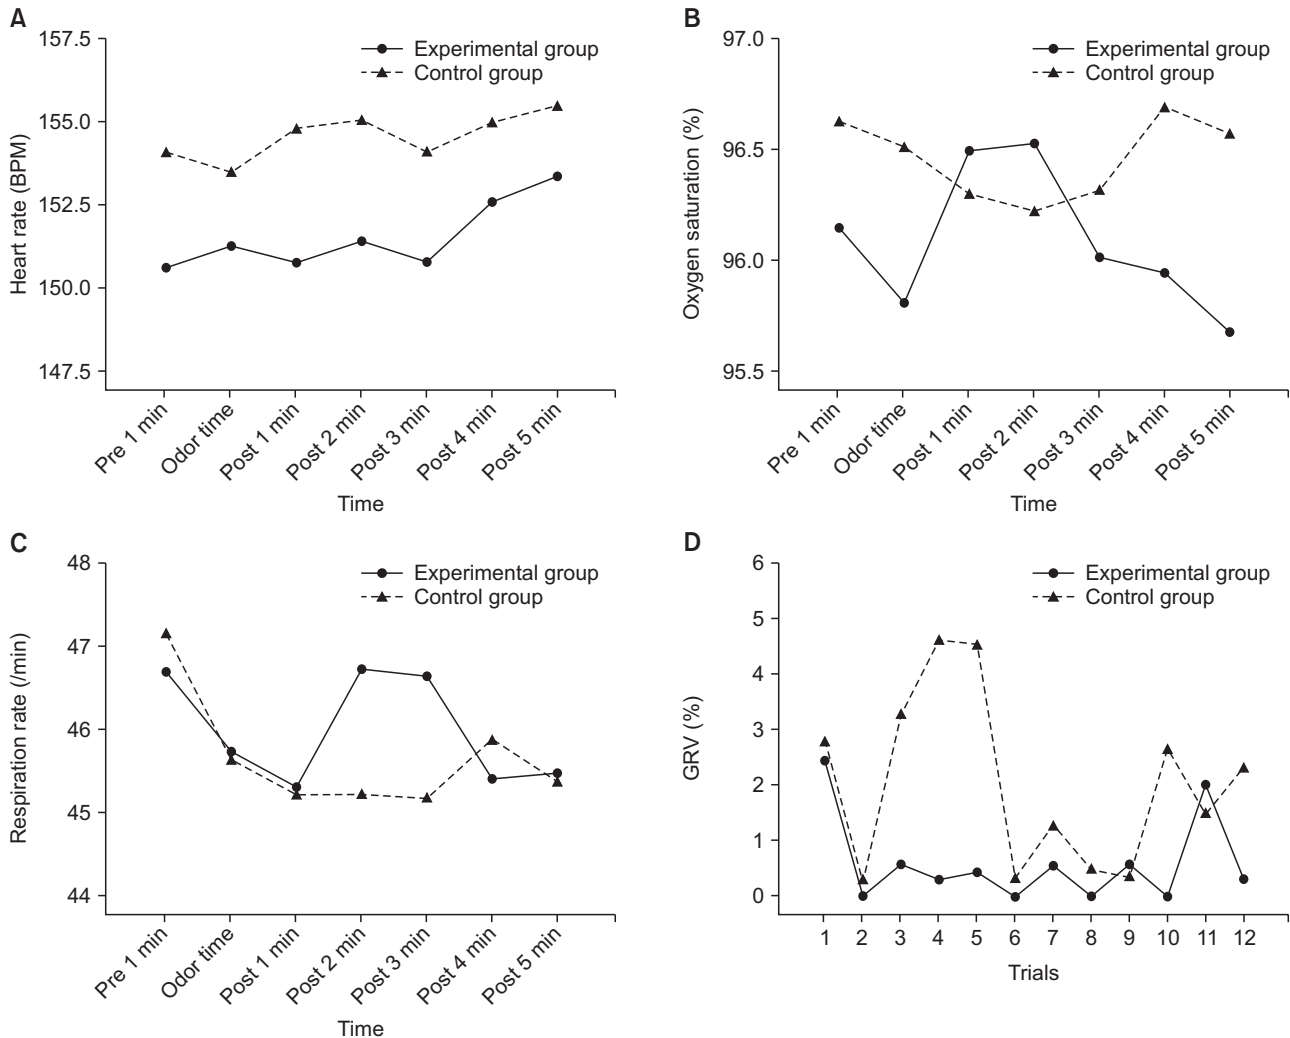 A
157.5
155.0
152.5
150.0
147.5
Heart rate (BPM)
Experimental group
Control group
Pre 1 min
Odor time
Post 1 min
Post 2 min
Post 3 min
Post 4 min
Post 5 min
Time
B
97.0
96.5
96.0
95.5
Oxygen saturation (%)
Experimental group
Control group
Pre 1 min
Odor time
Post 1 min
Post 2 min
Post 3 min
Post 4 min
Post 5 min
Time
C
48
47
46
45
44
Respiration rate (/min)
Experimental group
Control group
Pre 1 min
Odor time
Post 1 min
Post 2 min
Post 3 min
Post 4 min
Post 5 min
Time
D
6
5
4
3
2
1
0
GRV (%)
Experimental group
Control group
1 2 3 4 5 6 7 8 9 10 11 12
Trials